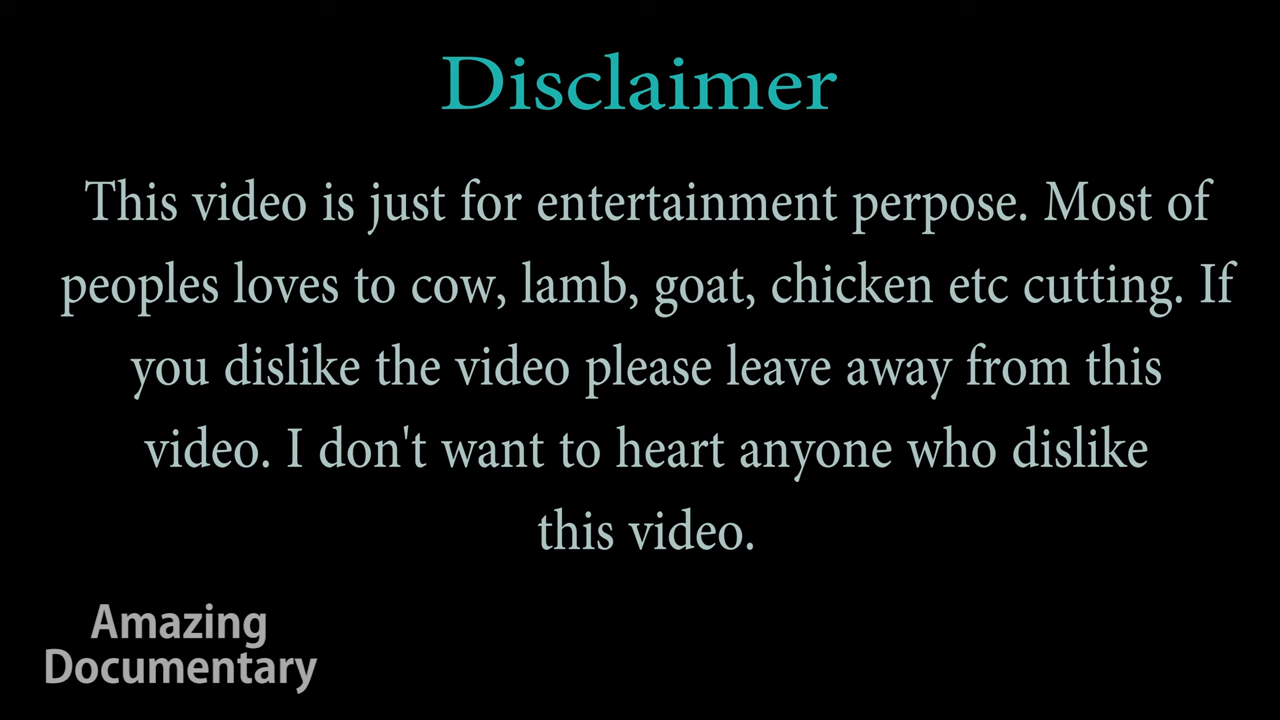 Disclaimer
This video is just for entertainment perpose. Most of
peoples loves to cow, lamb, goat, chicken etc cutting. If
you dislike the video please leave away from this
video. I don't want to heart anyone who dislike
this video.
Amazing
Documentary